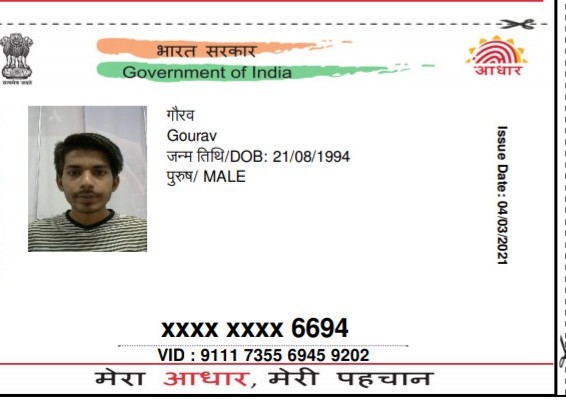 भारत सरकार
Government of India
सत्यमेव जयते
आधार
गौरव
Gourav
जन्म तिथि/DOB: 21/08/1994
पुरुष/ MALE
Issue Date: 04/03/2021
xxxx xxxx 6694
VID : 9111 7355 6945 9202
मेरा आधार, मेरी पहचान